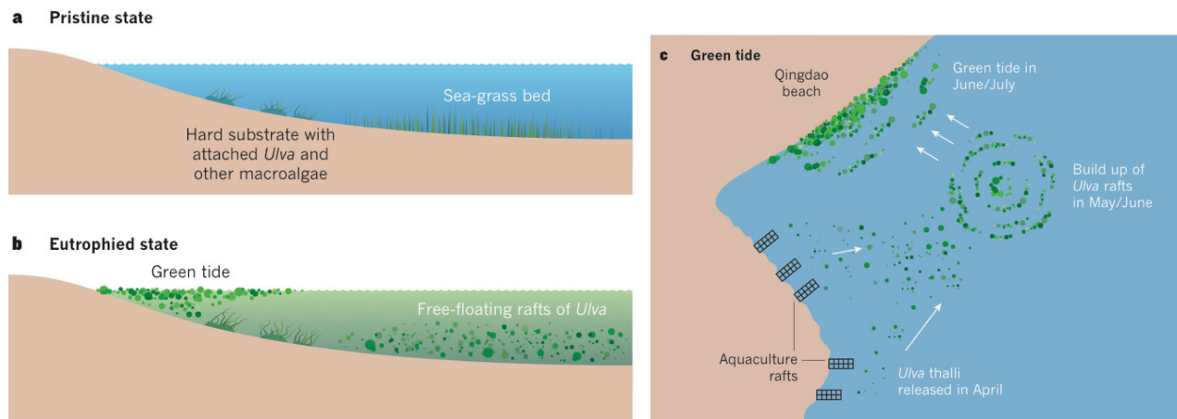 a Pristine state
Sea-grass bed
Hard substrate with
attached Ulva and
other macroalgae
b Eutrophied state
Green tide
Free-floating rafts of Ulva
c Green tide
Qingdao
beach
Green tide in
June/July
Build up of
Ulva rafts
in May/June
Aquaculture
rafts
Ulva thalli
released in April